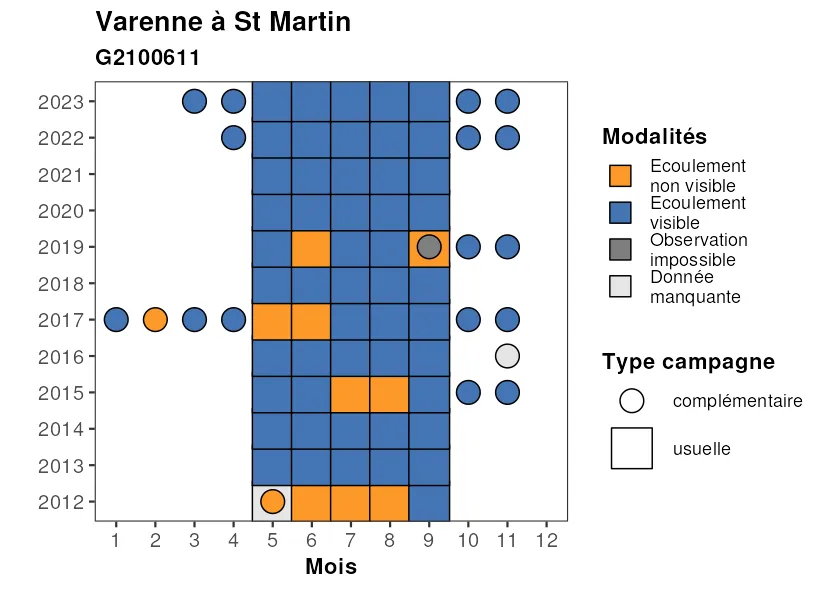 Varenne à St Martin
G2100611
2023
2022
2021
2020
2019
2018
2017
2016
2015
2014
2013
2012
1 2 3 4 5 6 7 8 9 10 11 12
Mois
Modalités
Ecoulement
non visible
Ecoulement
visible
Observation
impossible
Donnée
manquante
Type campagne
complémentaire
usuelle